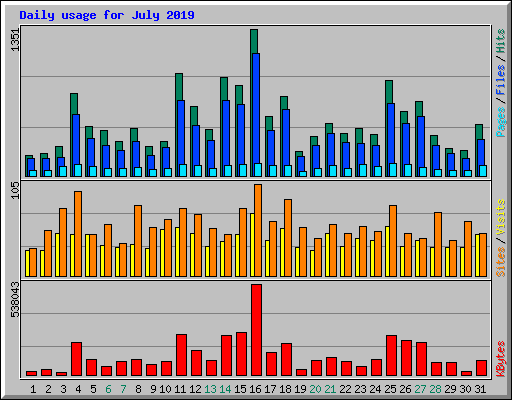 Daily usage for July 2019
1351
Pages/Files/Hits
105
Sites/Visits
538043
KBytes
1 2 3 4 5 6 7 8 9 10 11 12 13 14 15 16 17 18 19 20 21 22 23 24 25 26 27 28 29 30 31